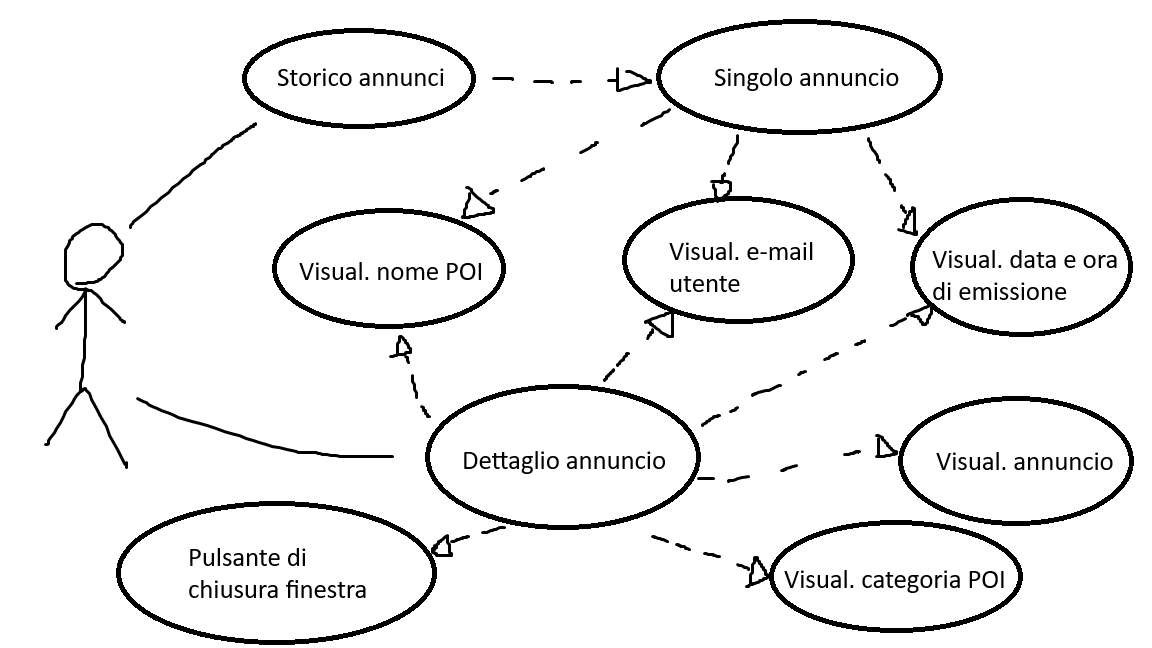 Storico annunci
Singolo annuncio
Visual. nome POI
Visual. e-mail
utente
Visual. data e ora
di emissione
Dettaglio annuncio
Visual. annuncio
Pulsante di
chiusura finestra
Visual. categoria POI